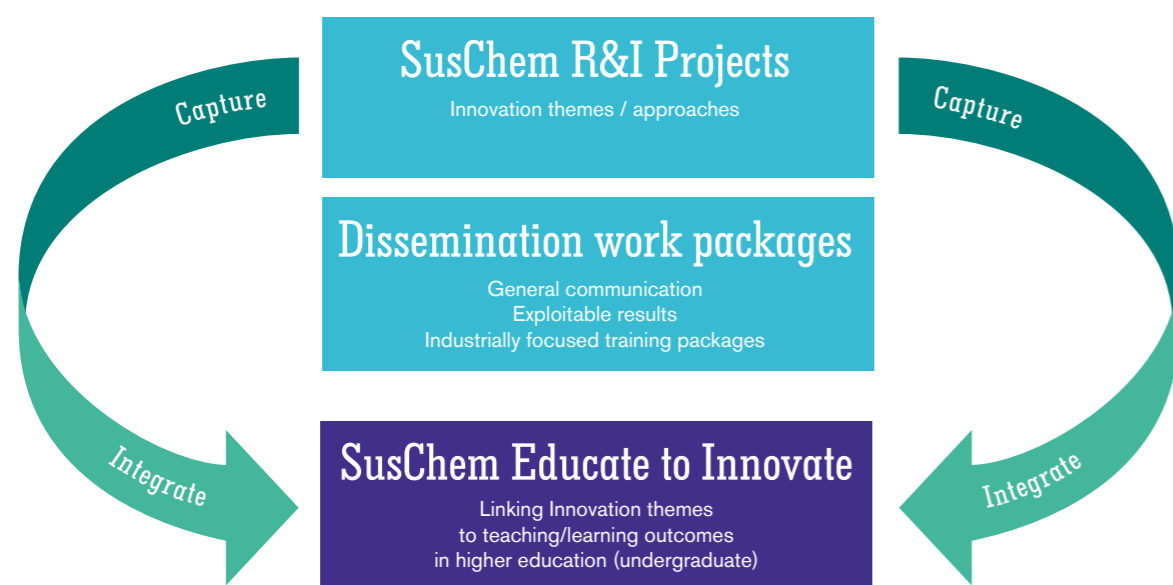 SusChem R&I Projects
Innovation themes / approaches
Capture
Capture
Dissemination work packages
General communication
Exploitable results
Industrially focused training packages
Integrate
Integrate
SusChem Educate to Innovate
Linking Innovation themes
to teaching/learning outcomes
in higher education (undergraduate)